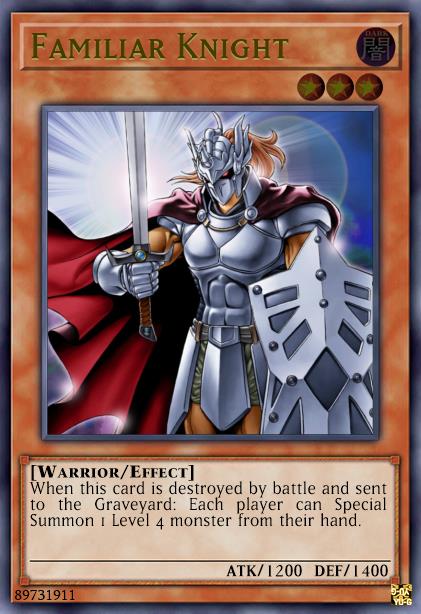 Familiar Knight
DARK
闇
[Warrior/Effect]
When this card is destroyed by battle and sent
to the Graveyard: Each player can Special
Summon 1 Level 4 monster from their hand.
ATK/1200 DEF/1400
89731911